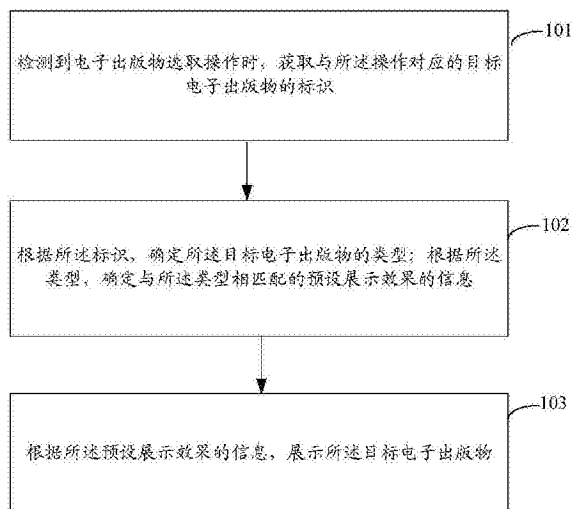 检测到电子出版物选取操作时，获取与所述操作对应的目标
电子出版物的标识
101
根据所述标识、确定所述目标电子出版物的类型；根据所述
类型、确定与所述类型相匹配的预设展示效果的信息
102
根据所述预设展示效果的信息、展示所述目标电子出版物
103